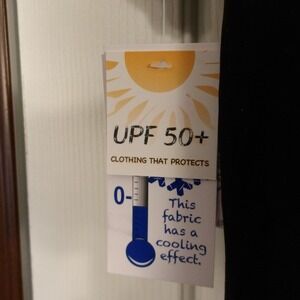 UPF 50+
CLOTHING THAT PROTECTS
0-
This
fabric
has a
cooling
effect.